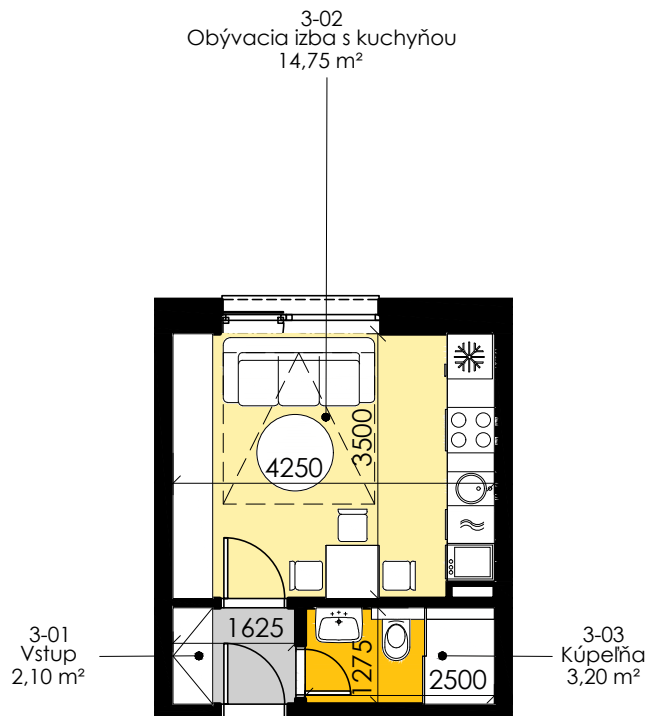 3-02
Obývacia izba s kuchyňou
14,75 m²
3500
4250
1625
1275
2500
3-01
Vstup
2,10 m²
3-03
Kúpeľňa
3,20 m²